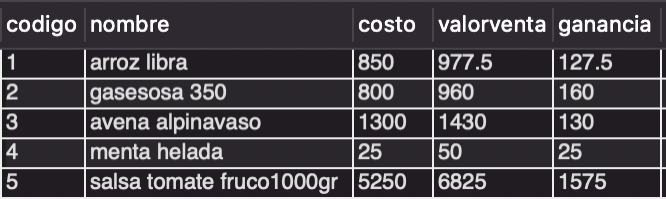 codigo nombre costo valorventa ganancia
1 arroz libra 850 977.5 127.5
2 gasesosa 350 800 960 160
3 avena alpinavaso 1300 1430 130
4 menta helada 25 50 25
5 salsa tomate fruco1000gr 5250 6825 1575